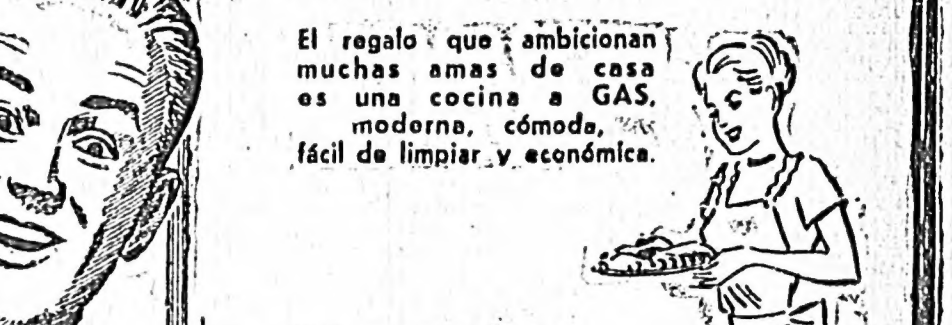 El regalo que ambicionan
muchas amas de casa
es una cocina a GAS,
moderna, cómoda,
fácil de limpiar y económica.